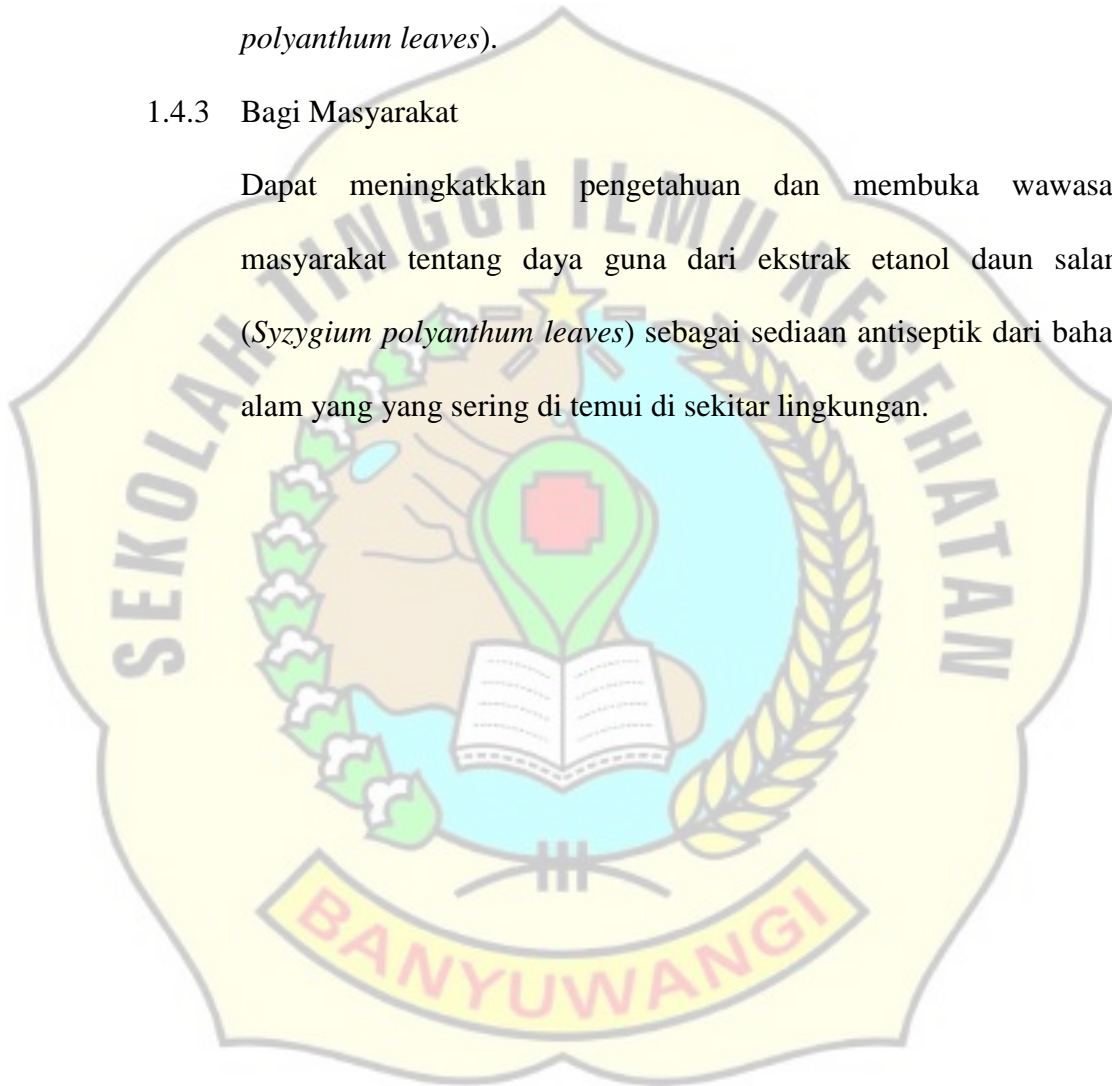 polyanthum leaves).
1.4.3 Bagi Masyarakat
Dapat meningkatkkan pengetahuan dan membuka wawasa
masyarakat tentang daya guna dari ekstrak etanol daun salar
(Syzygium polyanthum leaves) sebagai sediaan antiseptik dari baha
alam yang yang sering di temui di sekitar lingkungan.
SEKOLAH TINGGI ILMU KESEHATAN
BANYUWANGI